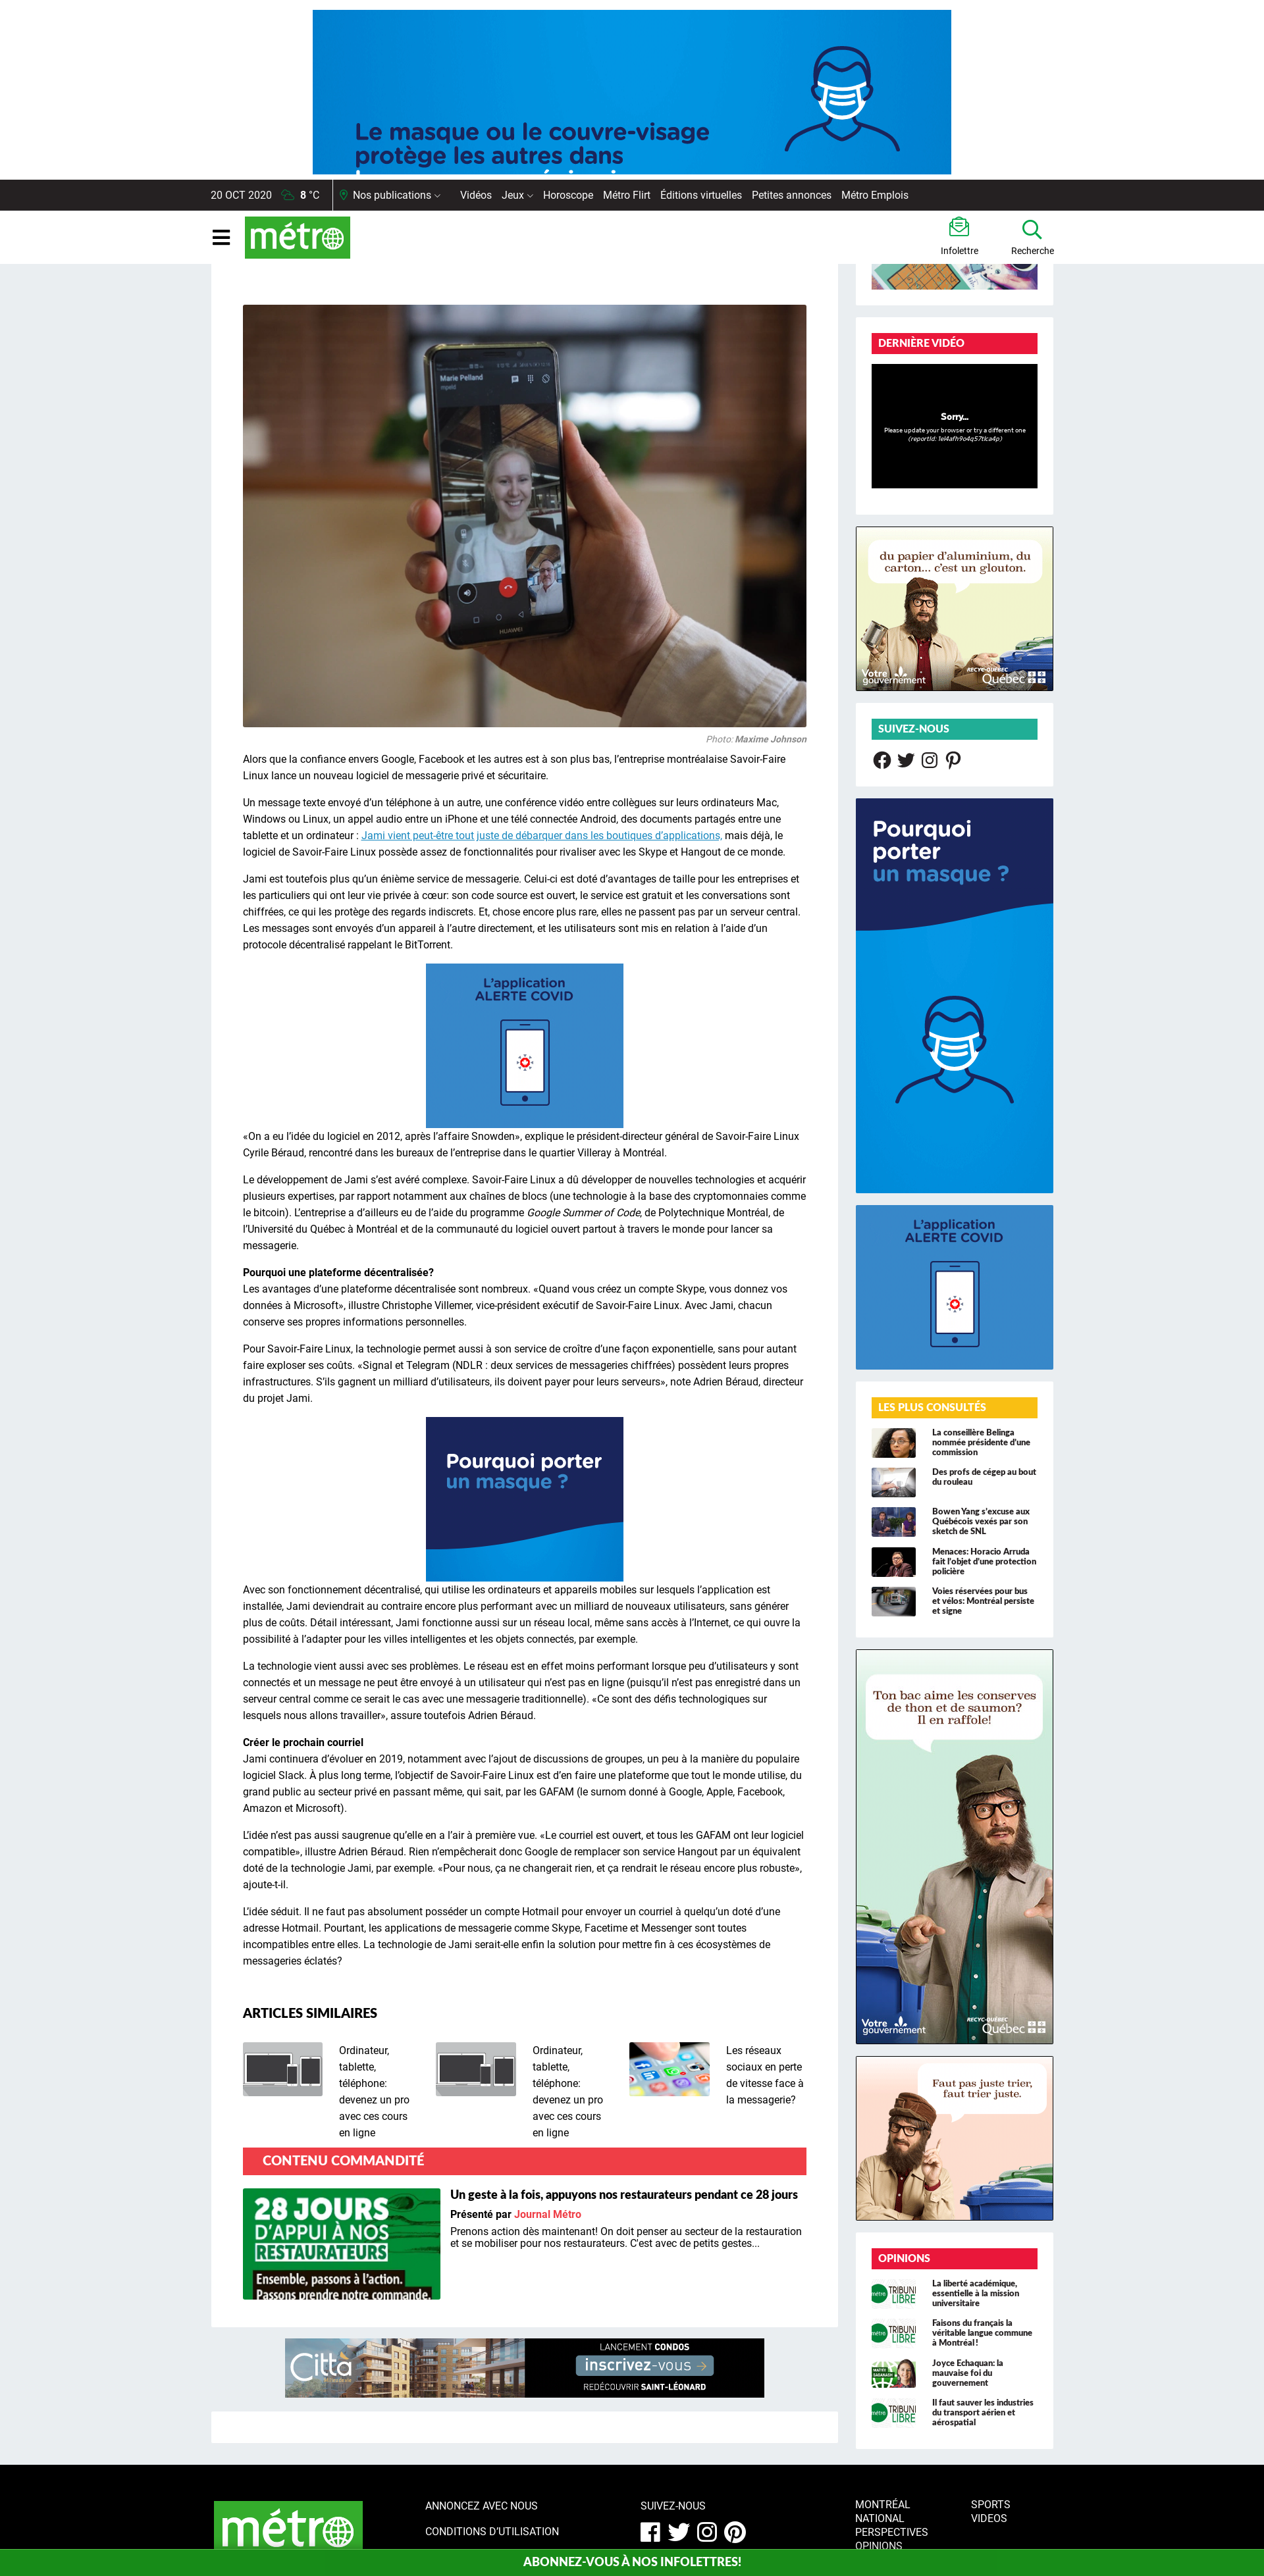 Le masque ou le couvre-visage
protège les autres dans
20 OCT 2020 8 °C Nos publications Vidéos Jeux Horoscope Métro Flirt Éditions virtuelles Petites annonces Métro Emplois
métro
Infolettre
Recherche
Marie Pelland
HUAWEI
Photo: Maxime Johnson
Alors que la confiance envers Google, Facebook et les autres est à son plus bas, l’entreprise montréalaise Savoir-Faire
Linux lance un nouveau logiciel de messagerie privé et sécuritaire.
Un message texte envoyé d’un téléphone à un autre, une conférence vidéo entre collègues sur leurs ordinateurs Mac,
Windows ou Linux, un appel audio entre un iPhone et une télé connectée Android, des documents partagés entre une
tablette et un ordinateur : Jami vient peut-être tout juste de débarquer dans les boutiques d’applications, mais déjà, le
logiciel de Savoir-Faire Linux possède assez de fonctionnalités pour rivaliser avec les Skype et Hangout de ce monde.
Jami est toutefois plus qu’un énième service de messagerie. Celui-ci est doté d’avantages de taille pour les entreprises et
les particuliers qui ont leur vie privée à cœur: son code source est ouvert, le service est gratuit et les conversations sont
chiffrées, ce qui les protège des regards indiscrets. Et, chose encore plus rare, elles ne passent pas par un serveur central.
Les messages sont envoyés d’un appareil à l’autre directement, et les utilisateurs sont mis en relation à l’aide d’un
protocole décentralisé rappelant le BitTorrent.
L’application
ALERTE COVID
«On a eu l’idée du logiciel en 2012, après l’affaire Snowden», explique le président-directeur général de Savoir-Faire Linux
Cyrile Béraud, rencontré dans les bureaux de l’entreprise dans le quartier Villeray à Montréal.
Le développement de Jami s’est avéré complexe. Savoir-Faire Linux a dû développer de nouvelles technologies et acquérir
plusieurs expertises, par rapport notamment aux chaînes de blocs (une technologie à la base des cryptomonnaies comme
le bitcoin). L’entreprise a d’ailleurs eu de l’aide du programme Google Summer of Code, de Polytechnique Montréal, de
l’Université du Québec à Montréal et de la communauté du logiciel ouvert partout à travers le monde pour lancer sa
messagerie.
Pourquoi une plateforme décentralisée?
Les avantages d’une plateforme décentralisée sont nombreux. «Quand vous créez un compte Skype, vous donnez vos
données à Microsoft», illustre Christophe Villemer, vice-président exécutif de Savoir-Faire Linux. Avec Jami, chacun
conserve ses propres informations personnelles.
Pour Savoir-Faire Linux, la technologie permet aussi à son service de croître d’une façon exponentielle, sans pour autant
faire exploser ses coûts. «Signal et Telegram (NDLR : deux services de messageries chiffrées) possèdent leurs propres
infrastructures. S’ils gagnent un milliard d’utilisateurs, ils doivent payer pour leurs serveurs», note Adrien Béraud, directeur
du projet Jami.
Pourquoi porter
un masque ?
Avec son fonctionnement décentralisé, qui utilise les ordinateurs et appareils mobiles sur lesquels l’application est
installée, Jami deviendrait au contraire encore plus performant avec un milliard de nouveaux utilisateurs, sans générer
plus de coûts. Détail intéressant, Jami fonctionne aussi sur un réseau local, même sans accès à l’Internet, ce qui ouvre la
possibilité à l’adapter pour les villes intelligentes et les objets connectés, par exemple.
La technologie vient aussi avec ses problèmes. Le réseau est en effet moins performant lorsque peu d’utilisateurs y sont
connectés et un message ne peut être envoyé à un utilisateur qui n’est pas en ligne (puisqu’il n’est pas enregistré dans un
serveur central comme ce serait le cas avec une messagerie traditionnelle). «Ce sont des défis technologiques sur
lesquels nous allons travailler», assure toutefois Adrien Béraud.
Créer le prochain courriel
Jami continuera d’évoluer en 2019, notamment avec l’ajout de discussions de groupes, un peu à la manière du populaire
logiciel Slack. À plus long terme, l’objectif de Savoir-Faire Linux est d’en faire une plateforme que tout le monde utilise, du
grand public au secteur privé en passant même, qui sait, par les GAFAM (le surnom donné à Google, Apple, Facebook,
Amazon et Microsoft).
L’idée n’est pas aussi saugrenue qu’elle en a l’air à première vue. «Le courriel est ouvert, et tous les GAFAM ont leur logiciel
compatible», illustre Adrien Béraud. Rien n’empêcherait donc Google de remplacer son service Hangout par un équivalent
doté de la technologie Jami, par exemple. «Pour nous, ça ne changerait rien, et ça rendrait le réseau encore plus robuste»,
ajoute-t-il.
L’idée séduit. Il ne faut pas absolument posséder un compte Hotmail pour envoyer un courriel à quelqu’un doté d’une
adresse Hotmail. Pourtant, les applications de messagerie comme Skype, Facetime et Messenger sont toutes
incompatibles entre elles. La technologie de Jami serait-elle enfin la solution pour mettre fin à ces écosystèmes de
messageries éclatés?
ARTICLES SIMILAIRES
Ordinateur,
tablette,
téléphone:
devenez un pro
avec ces cours
en ligne
Ordinateur,
tablette,
téléphone:
devenez un pro
avec ces cours
en ligne
Les réseaux
sociaux en perte
de vitesse face à
la messagerie?
CONTENU COMMANDITÉ
28 JOURS
D’APPUI À NOS
RESTAURATEURS
Ensemble, passons à l’action.
Passons prendre notre commande.
Un geste à la fois, appuyons nos restaurateurs pendant ce 28 jours
Présenté par Journal Métro
Prenons action dès maintenant! On doit penser au secteur de la restauration
et se mobiliser pour nos restaurateurs. C'est avec de petits gestes...
Città
LANCEMENT CONDOS
inscrivez-vous →
REDÉCOUVRIR SAINT-LÉONARD
DERNIÈRE VIDÉO
Sorry...
Please update your browser or try a different one
(reportId: 1el4afh9o4q57tlca4p)
du papier d’aluminium, du
carton... c’est un glouton.
Votre
gouvernement
RECYC-QUÉBEC
Québec
SUIVEZ-NOUS
Pourquoi
porter
un masque ?
L’application
ALERTE COVID
LES PLUS CONSULTÉS
La conseillère Belinga
nommée présidente d’une
commission
Des profs de cégep au bout
du rouleau
Bowen Yang s’excuse aux
Québécois vexés par son
sketch de SNL
Menaces: Horacio Arruda
fait l’objet d’une protection
policière
Voies réservées pour bus
et vélos: Montréal persiste
et signe
Ton bac aime les conserves
de thon et de saumon?
Il en raffole!
Votre
gouvernement
RECYC-QUÉBEC
Québec
Faut pas juste trier,
faut trier juste.
OPINIONS
métro TRIBUNE LIBRE
La liberté académique,
essentielle à la mission
universitaire
métro TRIBUNE LIBRE
Faisons du français la
véritable langue commune
à Montréal!
Joyce Echaquan: la
mauvaise foi du
gouvernement
métro TRIBUNE LIBRE
Il faut sauver les industries
du transport aérien et
aérospatial
métro
ANNONCEZ AVEC NOUS
CONDITIONS D’UTILISATION
SUIVEZ-NOUS
MONTRÉAL
NATIONAL
PERSPECTIVES
OPINIONS
SPORTS
VIDEOS
ABONNEZ-VOUS À NOS INFOLETTRES!